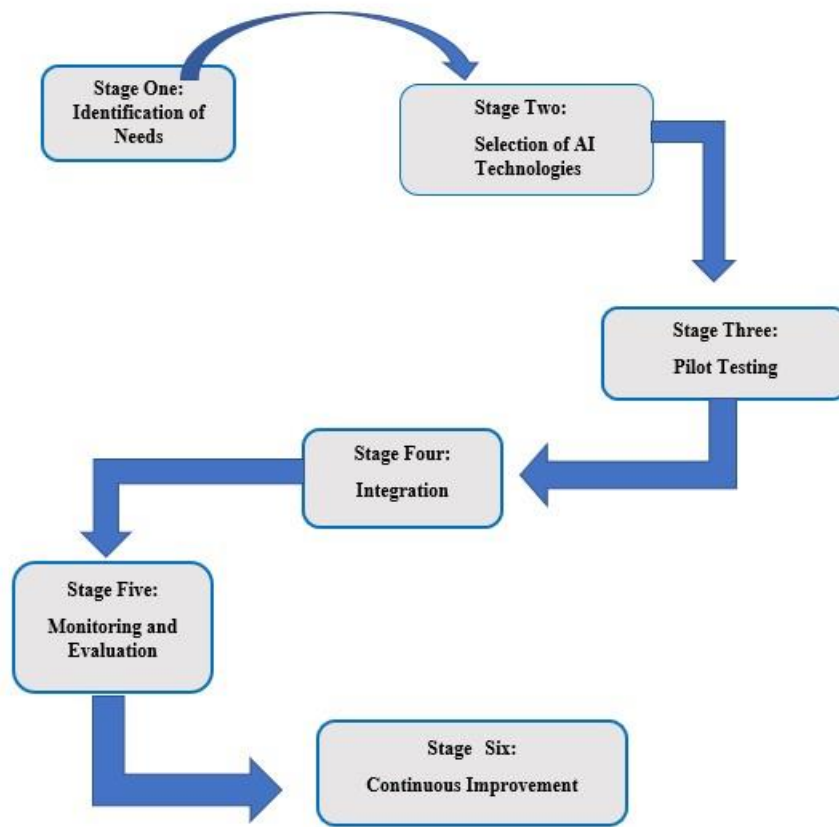 Stage One:
Identification of
Needs
Stage Two:
Selection of AI
Technologies
Stage Three:
Pilot Testing
Stage Four:
Integration
Stage Five:
Monitoring and
Evaluation
Stage Six:
Continuous Improvement